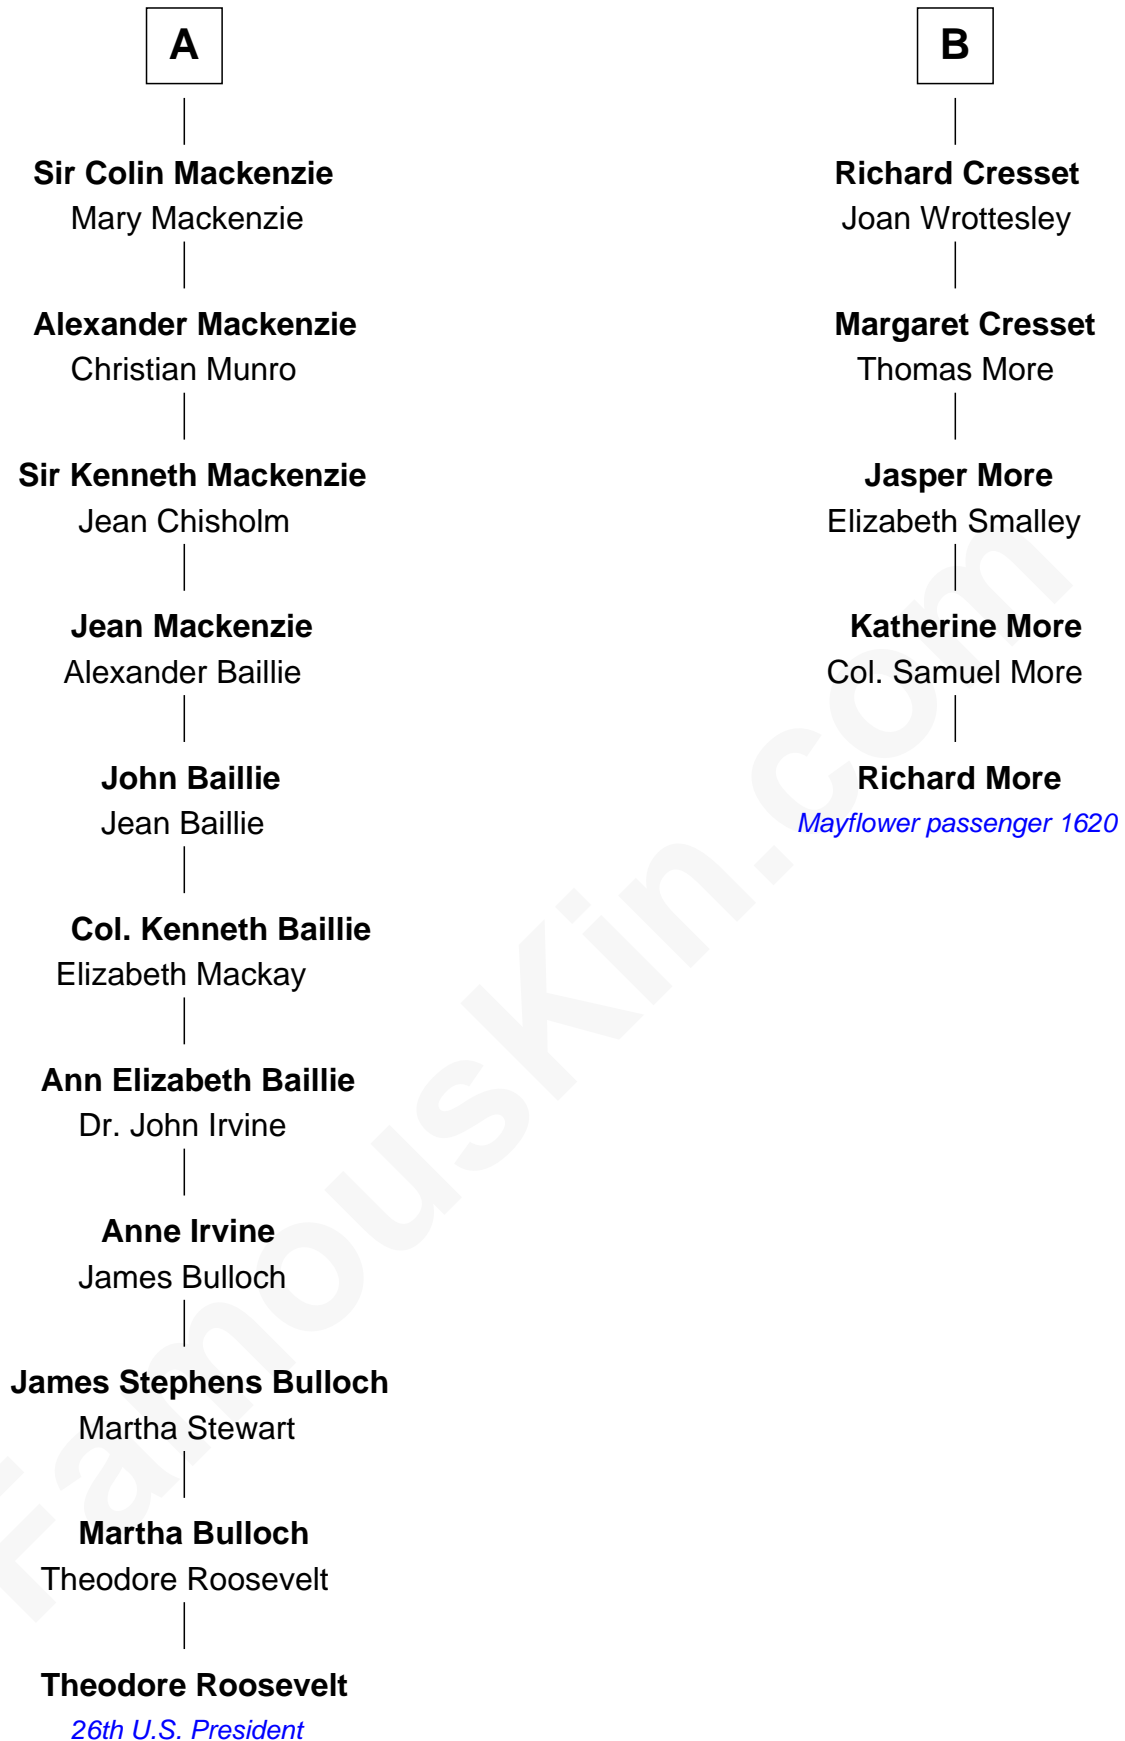 A
Sir Colin Mackenzie
Mary Mackenzie
Alexander Mackenzie
Christian Munro
Sir Kenneth Mackenzie
Jean Chisholm
Jean Mackenzie
Alexander Baillie
John Baillie
Jean Baillie
Col. Kenneth Baillie
Elizabeth Mackay
Ann Elizabeth Baillie
Dr. John Irvine
Anne Irvine
James Bulloch
James Stephens Bulloch
Martha Stewart
Martha Bulloch
Theodore Roosevelt
Theodore Roosevelt
26th U.S. President
B
Richard Cresset
Joan Wrottesley
Margaret Cresset
Thomas More
Jasper More
Elizabeth Smalley
Katherine More
Col. Samuel More
Richard More
Mayflower passenger 1620
FamousKin.com